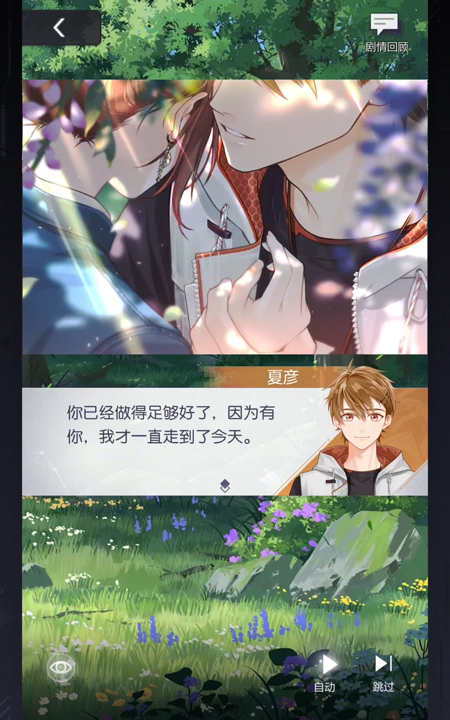 剧情回顾
夏彦
你已经做得足够好了，因为有
你，我才一直走到了今天。
自动
跳过